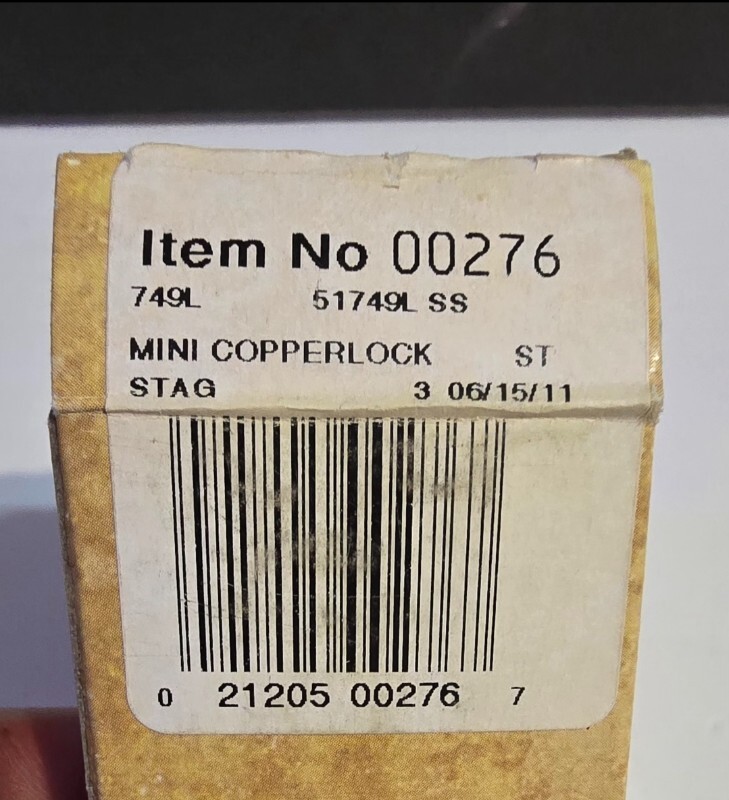 Item No 00276
749L 51749L SS
MINI COPPERLOCK ST
STAG 3 06/15/11
0 21205 00276 7